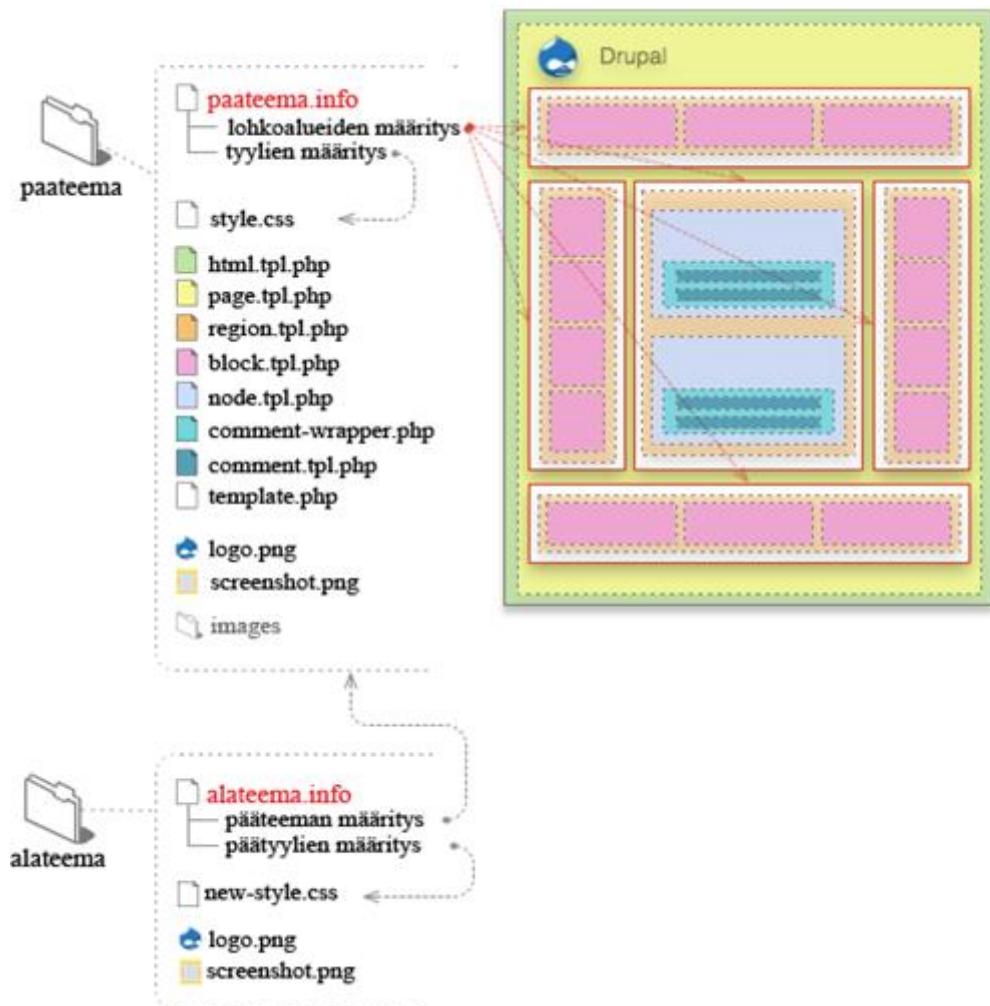 Drupal
paateema.info
lohkoalueiden määritys
tyylien määritys
paateema
style.css
html.tpl.php
page.tpl.php
region.tpl.php
block.tpl.php
node.tpl.php
comment-wrapper.php
comment.tpl.php
template.php
logo.png
screenshot.png
images
alateema.info
pääteeman määritys
päätyylien määritys
alateema
new-style.css
logo.png
screenshot.png